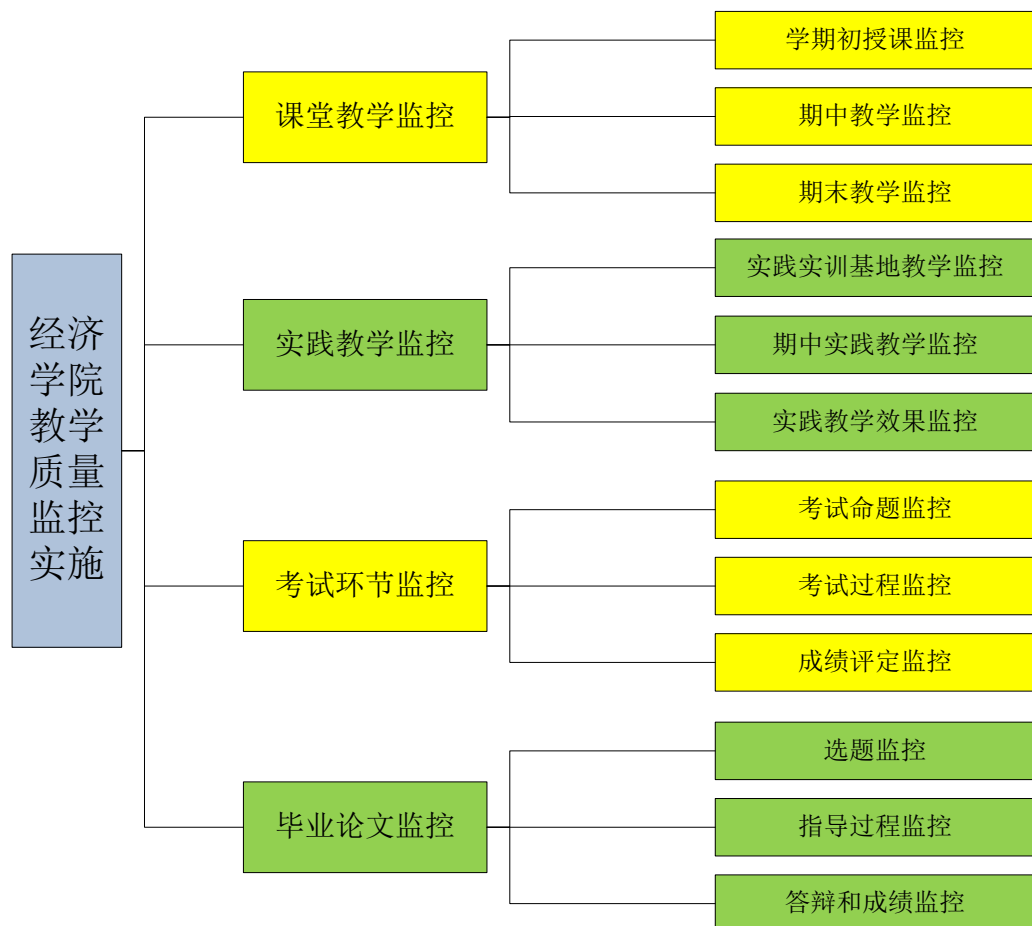 经济
学院
教学
质量
监控
实施
课堂教学监控
学期初授课监控
期中教学监控
期末教学监控
实践教学监控
实践实训基地教学监控
期中实践教学监控
实践教学效果监控
考试环节监控
考试命题监控
考试过程监控
成绩评定监控
毕业论文监控
选题监控
指导过程监控
答辩和成绩监控